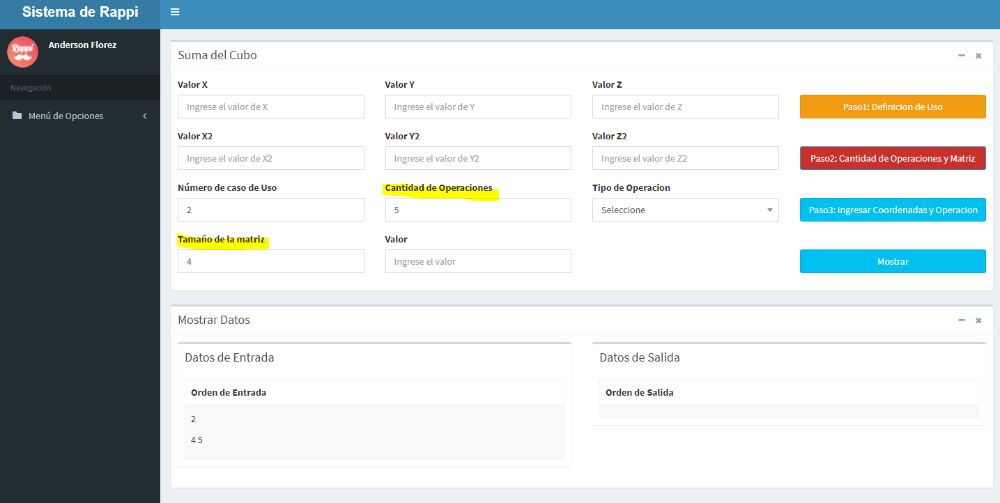 Sistema de Rappi
Rappi
Anderson Florez
Navegación
Menú de Opciones
Suma del Cubo
Valor X
Valor Y
Valor Z
Ingrese el valor de X
Ingrese el valor de Y
Ingrese el valor de Z
Paso1: Definicion de Uso
Valor X2
Valor Y2
Valor Z2
Ingrese el valor de X2
Ingrese el valor de Y2
Ingrese el valor de Z2
Paso2: Cantidad de Operaciones y Matriz
Número de caso de Uso
Cantidad de Operaciones
Tipo de Operacion
2
5
Seleccione
Paso3: Ingresar Coordenadas y Operacion
Tamaño de la matriz
Valor
4
Ingrese el valor
Mostrar
Mostrar Datos
Datos de Entrada
Datos de Salida
Orden de Entrada
Orden de Salida
2
4 5